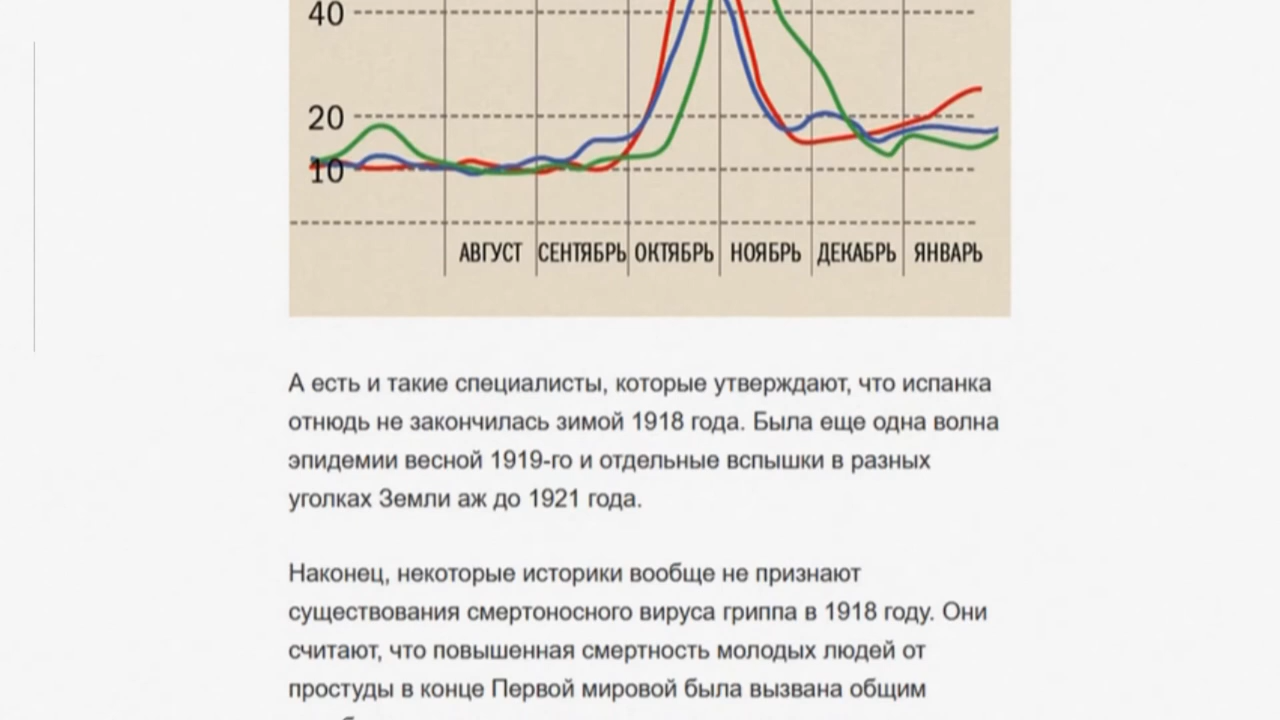 40
20
10
АВГУСТ СЕНТЯБРЬ ОКТЯБРЬ НОЯБРЬ ДЕКАБРЬ ЯНВАРЬ
А есть и такие специалисты, которые утверждают, что испанка
отнюдь не закончилась зимой 1918 года. Была еще одна волна
эпидемии весной 1919-го и отдельные вспышки в разных
уголках Земли аж до 1921 года.
Наконец, некоторые историки вообще не признают
существования смертоносного вируса гриппа в 1918 году. Они
считают, что повышенная смертность молодых людей от
простуды в конце Первой мировой была вызвана общим